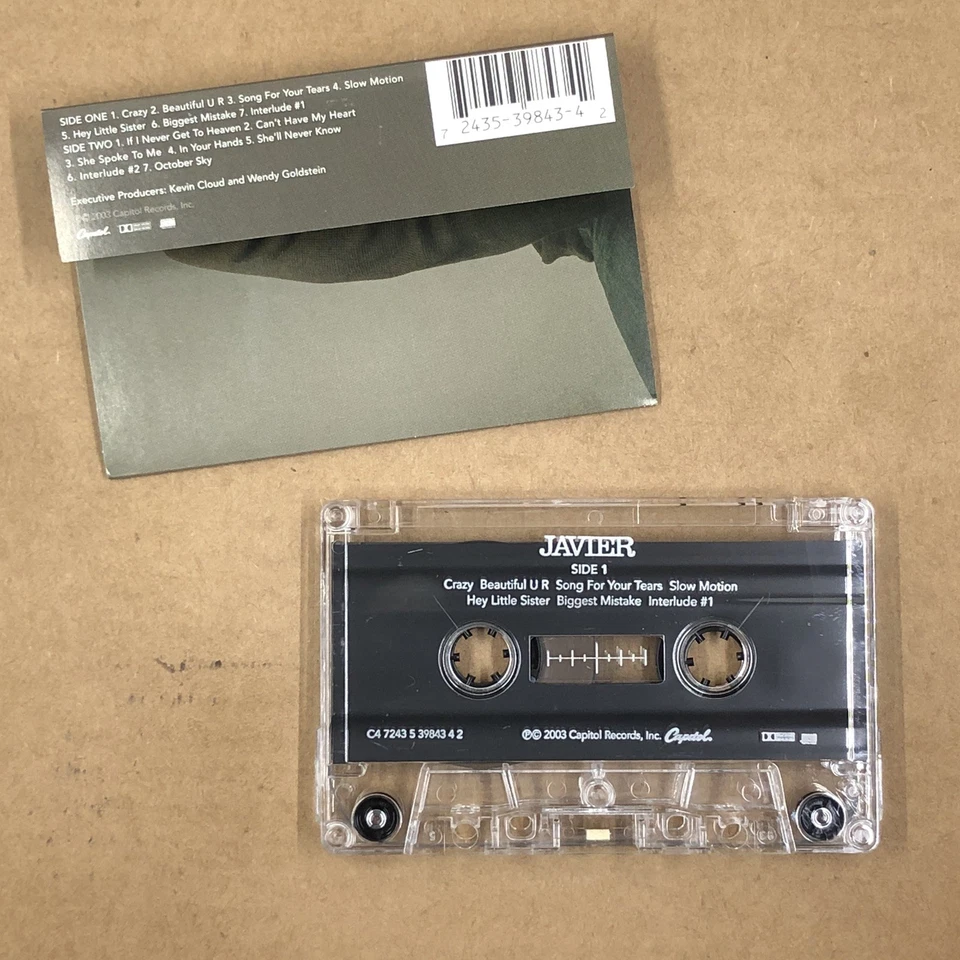 SIDE ONE 1. Crazy 2. Beautiful U R 3. Song For Your Tears 4. Slow Motion
5. Hey Little Sister 6. Biggest Mistake 7. Interlude #1
SIDE TWO 1. If I Never Get To Heaven 2. Can't Have My Heart
3. She Spoke To Me 4. In Your Hands 5. She'll Never Know
6. Interlude #2 7. October Sky
Executive Producers: Kevin Cloud and Wendy Goldstein
℗© 2003 Capitol Records, Inc.
Capitol.
7 2435-39843-4 2
JAVIER
SIDE 1
Crazy Beautiful U R Song For Your Tears Slow Motion
Hey Little Sister Biggest Mistake Interlude #1
C4 7243 5 39843 4 2 ℗© 2003 Capitol Records, Inc. Capitol.